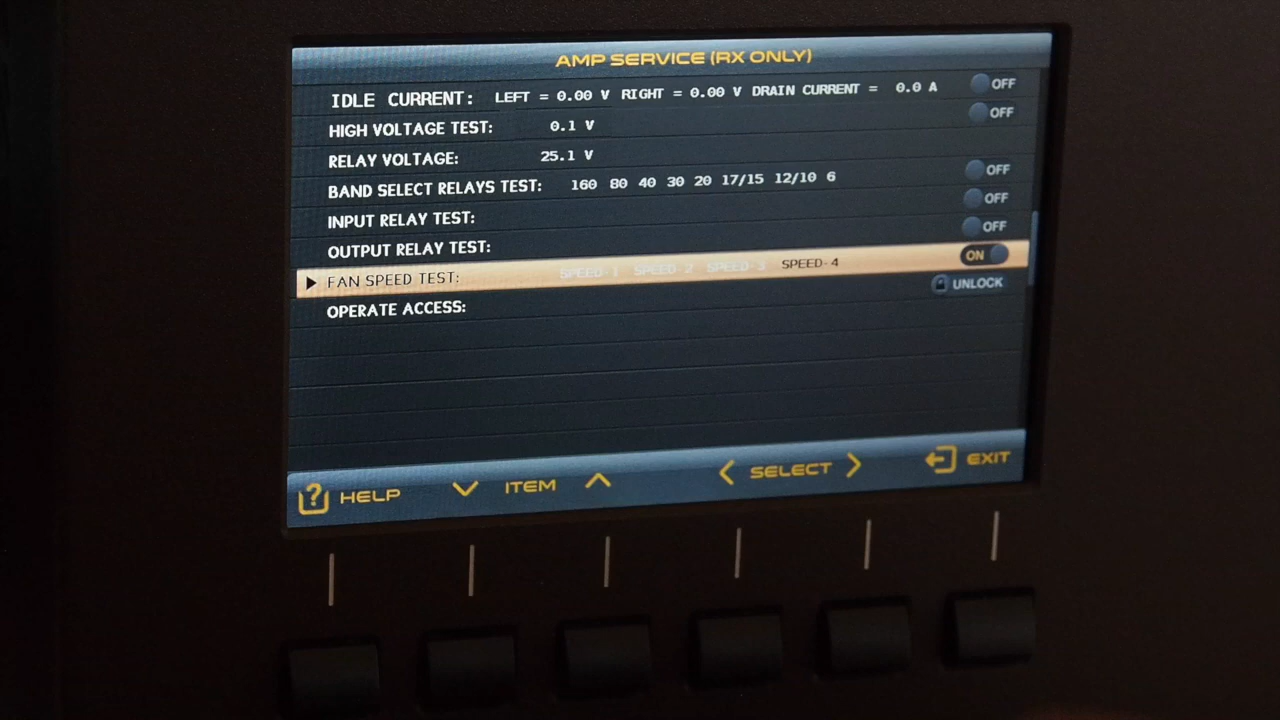 AMP SERVICE (RX ONLY)
IDLE CURRENT: LEFT = 0.00 V RIGHT = 0.00 V DRAIN CURRENT = 0.0 A OFF
HIGH VOLTAGE TEST: 0.1 V OFF
RELAY VOLTAGE: 25.1 V
BAND SELECT RELAYS TEST: 160 80 40 30 20 17/15 12/10 6 OFF
INPUT RELAY TEST: OFF
OUTPUT RELAY TEST: OFF
FAN SPEED TEST: SPEED-1 SPEED-2 SPEED-3 SPEED-4 ON
OPERATE ACCESS: UNLOCK
? HELP ITEM < SELECT > EXIT